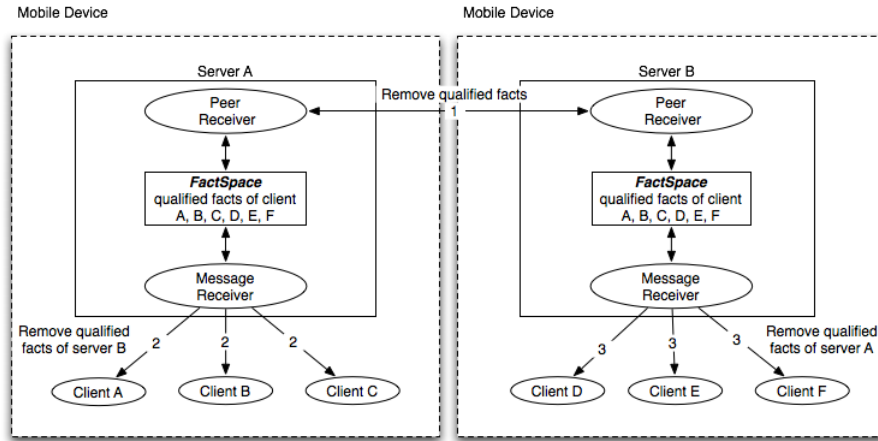 Mobile Device
Mobile Device
Server A
Server B
Remove qualified facts
1
Peer
Receiver
Peer
Receiver
FactSpace
qualified facts of client
A, B, C, D, E, F
FactSpace
qualified facts of client
A, B, C, D, E, F
Message
Receiver
Message
Receiver
Remove qualified
facts of server B
2
2
2
3
3
3
Remove qualified
facts of server A
Client A
Client B
Client C
Client D
Client E
Client F